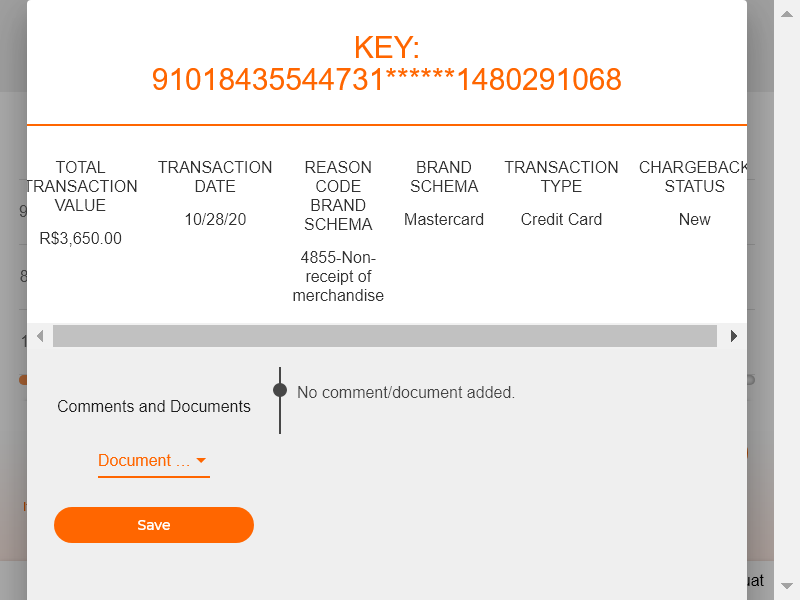 KEY:
91018435544731******1480291068
TOTAL
TRANSACTION
VALUE
R$3,650.00
TRANSACTION
DATE
10/28/20
REASON
CODE
BRAND
SCHEMA
4855-Non-
receipt of
merchandise
BRAND
SCHEMA
Mastercard
TRANSACTION
TYPE
Credit Card
CHARGEBACK
STATUS
New
Comments and Documents
No comment/document added.
Document ...
Save